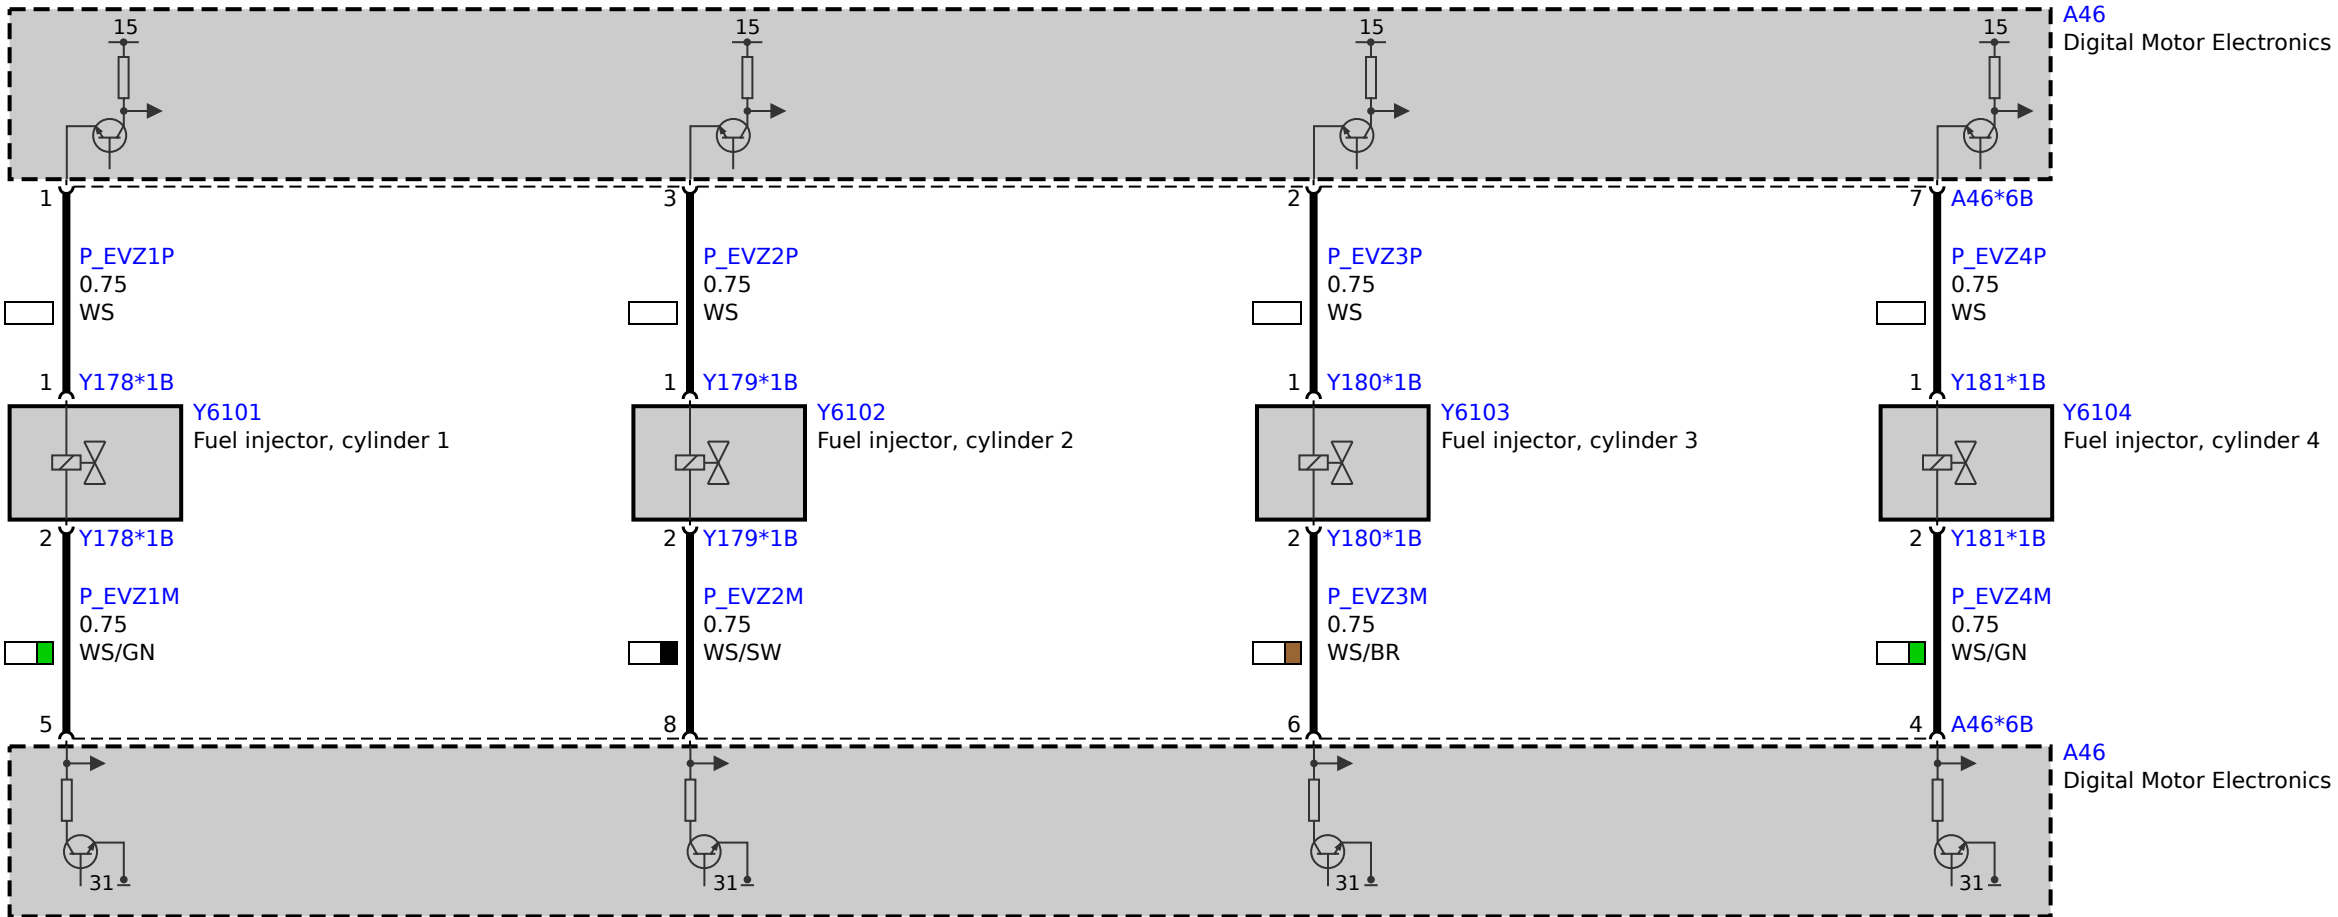 15
15
15
15
A46
Digital Motor Electronics
1
3
2
7
A46*6B
P_EVZ1P
0.75
WS
P_EVZ2P
0.75
WS
P_EVZ3P
0.75
WS
P_EVZ4P
0.75
WS
1 Y178*1B
1 Y179*1B
1 Y180*1B
1 Y181*1B
Y6101
Fuel injector, cylinder 1
Y6102
Fuel injector, cylinder 2
Y6103
Fuel injector, cylinder 3
Y6104
Fuel injector, cylinder 4
2 Y178*1B
2 Y179*1B
2 Y180*1B
2 Y181*1B
P_EVZ1M
0.75
WS/GN
P_EVZ2M
0.75
WS/SW
P_EVZ3M
0.75
WS/BR
P_EVZ4M
0.75
WS/GN
5
8
6
4
A46*6B
A46
Digital Motor Electronics
31
31
31
31